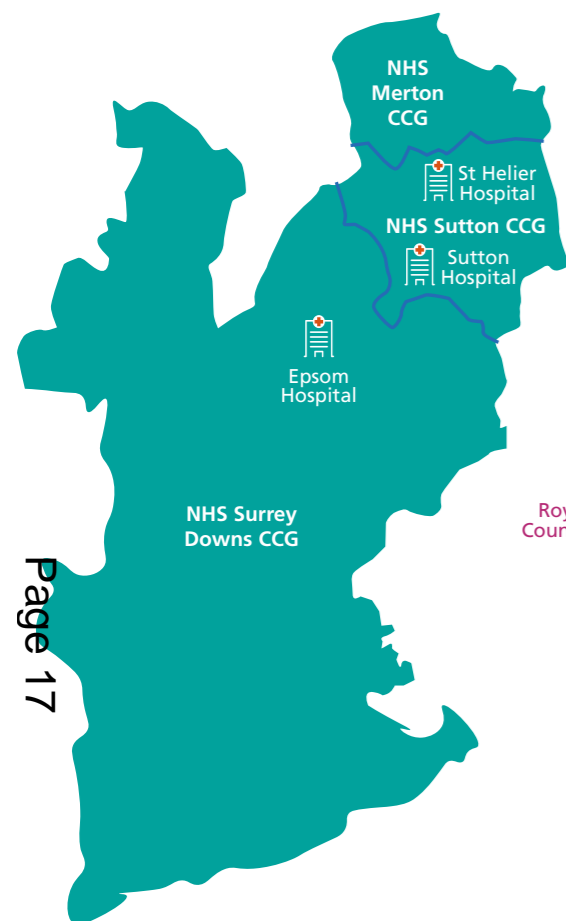 NHS
Merton
CCG
St Helier
Hospital
NHS Sutton CCG
Sutton
Hospital
Epsom
Hospital
NHS Surrey
Downs CCG
Page 17